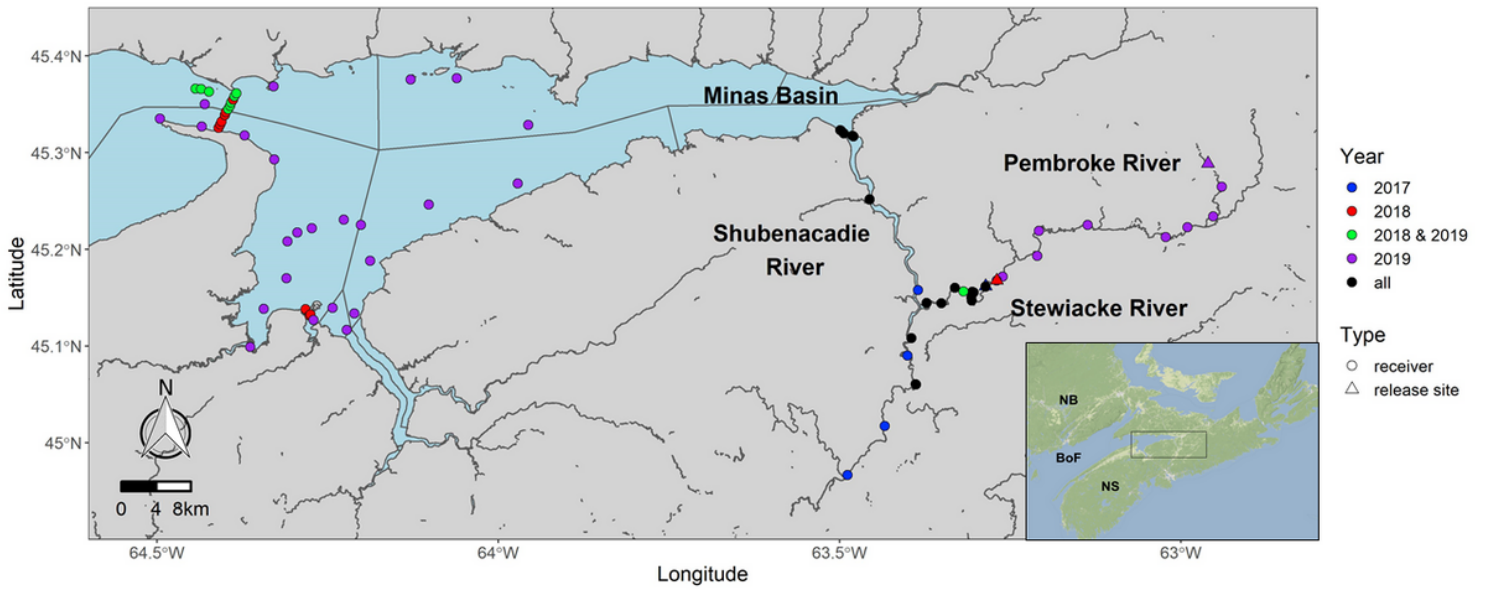 45.4°N
45.3°N
45.2°N
45.1°N
45°N
Latitude
64.5°W
64°W
63.5°W
63°W
Longitude
Minas Basin
Pembroke River
Shubenacadie
River
Stewiacke River
N
0 4 8km
NB
BoF
NS
Year
2017
2018
2018 & 2019
2019
all
Type
receiver
release site